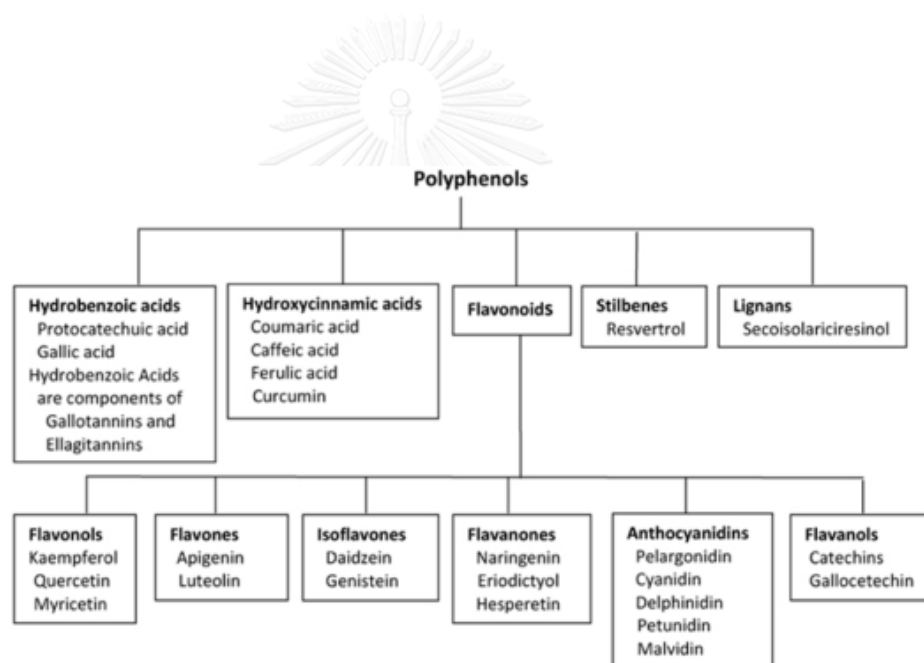 Polyphenols
Hydrobenzoic acids
Protocatechuic acid
Gallic acid
Hydrobenzoic Acids
are components of
Gallotannins and
Ellagitannins
Hydroxycinnamic acids
Coumaric acid
Caffeic acid
Ferulic acid
Curcumin
Flavonoids
Stilbenes
Resvertrol
Lignans
Secoisolariciresinol
Flavonols
Kaempferol
Quercetin
Myricetin
Flavones
Apigenin
Luteolin
Isoflavones
Daidzein
Genistein
Flavanones
Naringenin
Eriodictyol
Hesperetin
Anthocyanidins
Pelargonidin
Cyanidin
Delphinidin
Petunidin
Malvidin
Flavanols
Catechins
Gallocetechin